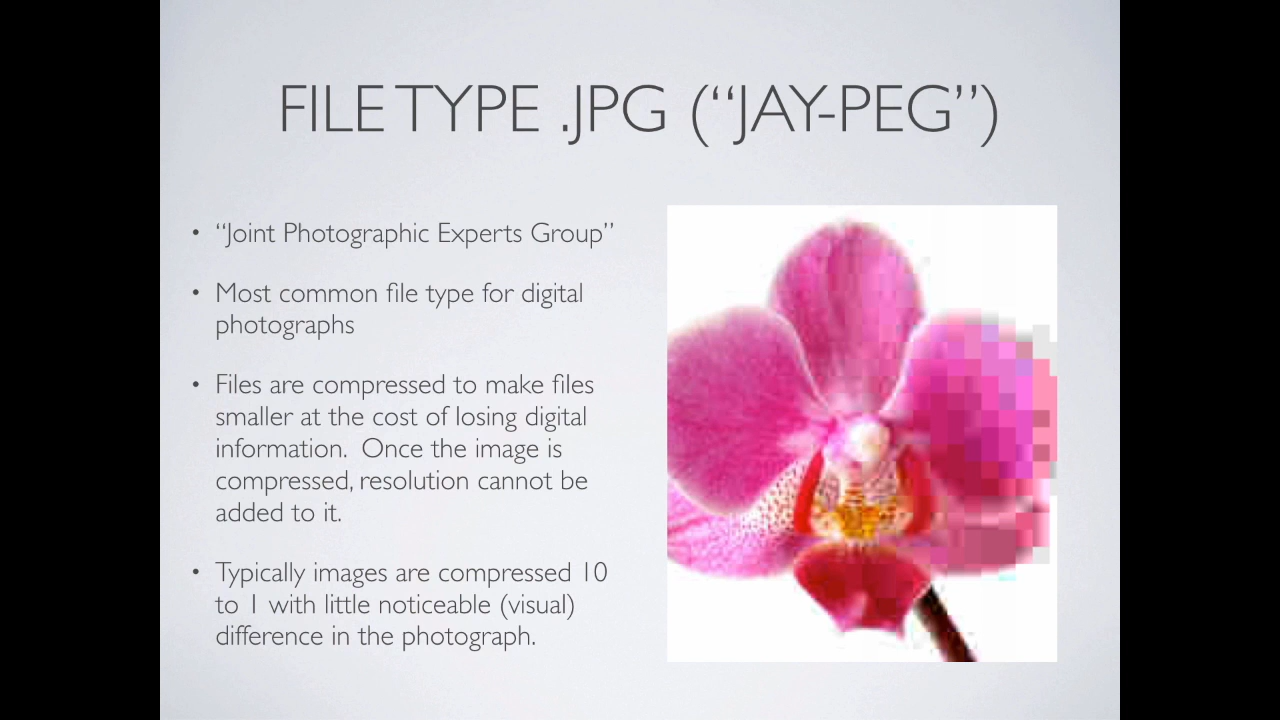 FILE TYPE .JPG (“JAY-PEG”)
• “Joint Photographic Experts Group”
• Most common file type for digital
photographs
• Files are compressed to make files
smaller at the cost of losing digital
information.  Once the image is
compressed, resolution cannot be
added to it.
• Typically images are compressed 10
to 1 with little noticeable (visual)
difference in the photograph.